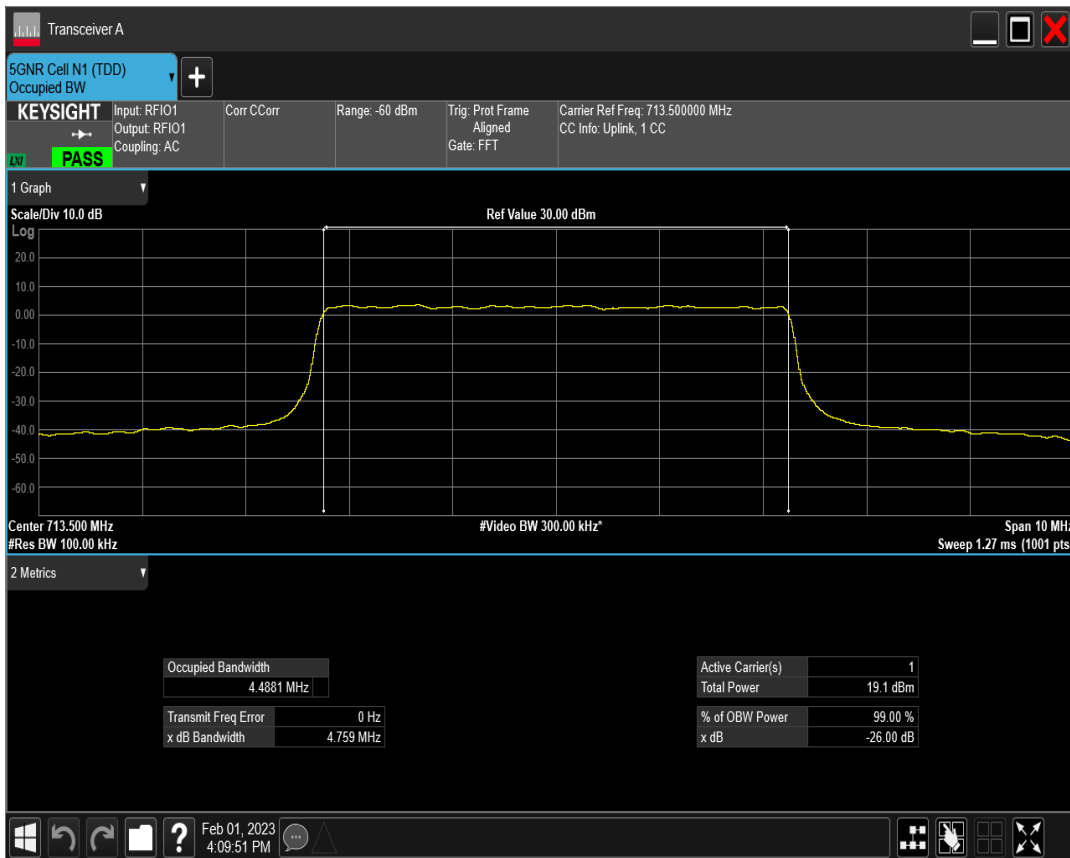 Transceiver A
5GNR Cell N1 (TDD)
Occupied BW
KEYSIGHT
LXI
PASS
Input: RFIO1
Output: RFIO1
Coupling: AC
Corr CCorr
Range: -60 dBm
Trig: Prot Frame
Aligned
Gate: FFT
Carrier Ref Freq: 713.500000 MHz
CC Info: Uplink, 1 CC
1 Graph
Scale/Div 10.0 dB
Ref Value 30.00 dBm
Log
20.0
10.0
0.00
-10.0
-20.0
-30.0
-40.0
-50.0
-60.0
Center 713.500 MHz
#Video BW 300.00 kHz*
Span 10 MHz
#Res BW 100.00 kHz
Sweep 1.27 ms (1001 pts
2 Metrics
Occupied Bandwidth
4.4881 MHz
Transmit Freq Error 0 Hz
x dB Bandwidth 4.759 MHz
Active Carrier(s) 1
Total Power 19.1 dBm
% of OBW Power 99.00 %
x dB -26.00 dB
?
Feb 01, 2023
4:09:51 PM